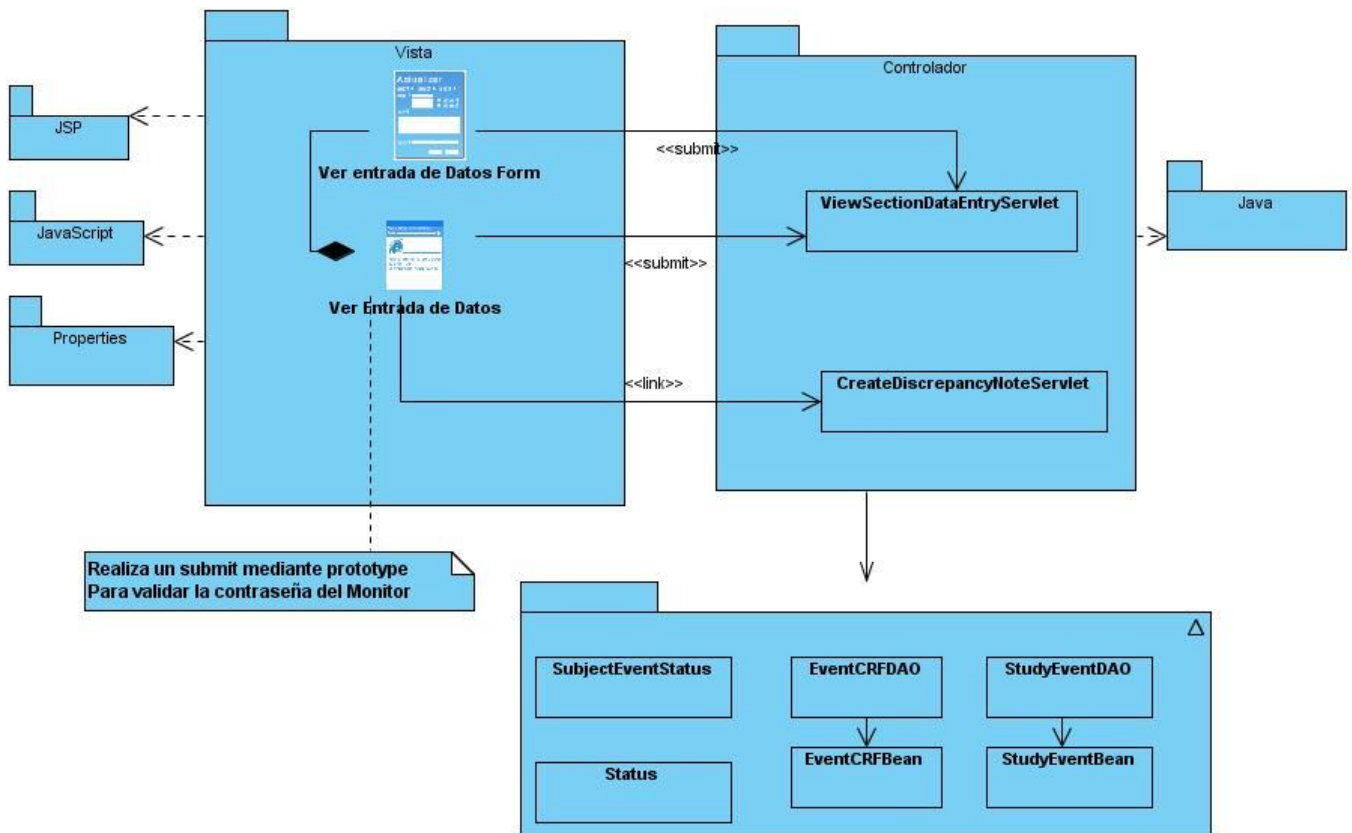 Vista
Controlador
Actualizar
JSP
Ver entrada de Datos Form
<<submit>>
ViewSectionDataEntryServlet
Java
JavaScript
<<submit>>
Ver Entrada de Datos
Properties
<<link>>
CreateDiscrepancyNoteServlet
Realiza un submit mediante prototype
Para validar la contraseña del Monitor
SubjectEventStatus
EventCRFDAO
StudyEventDAO
EventCRFBean
StudyEventBean
Status